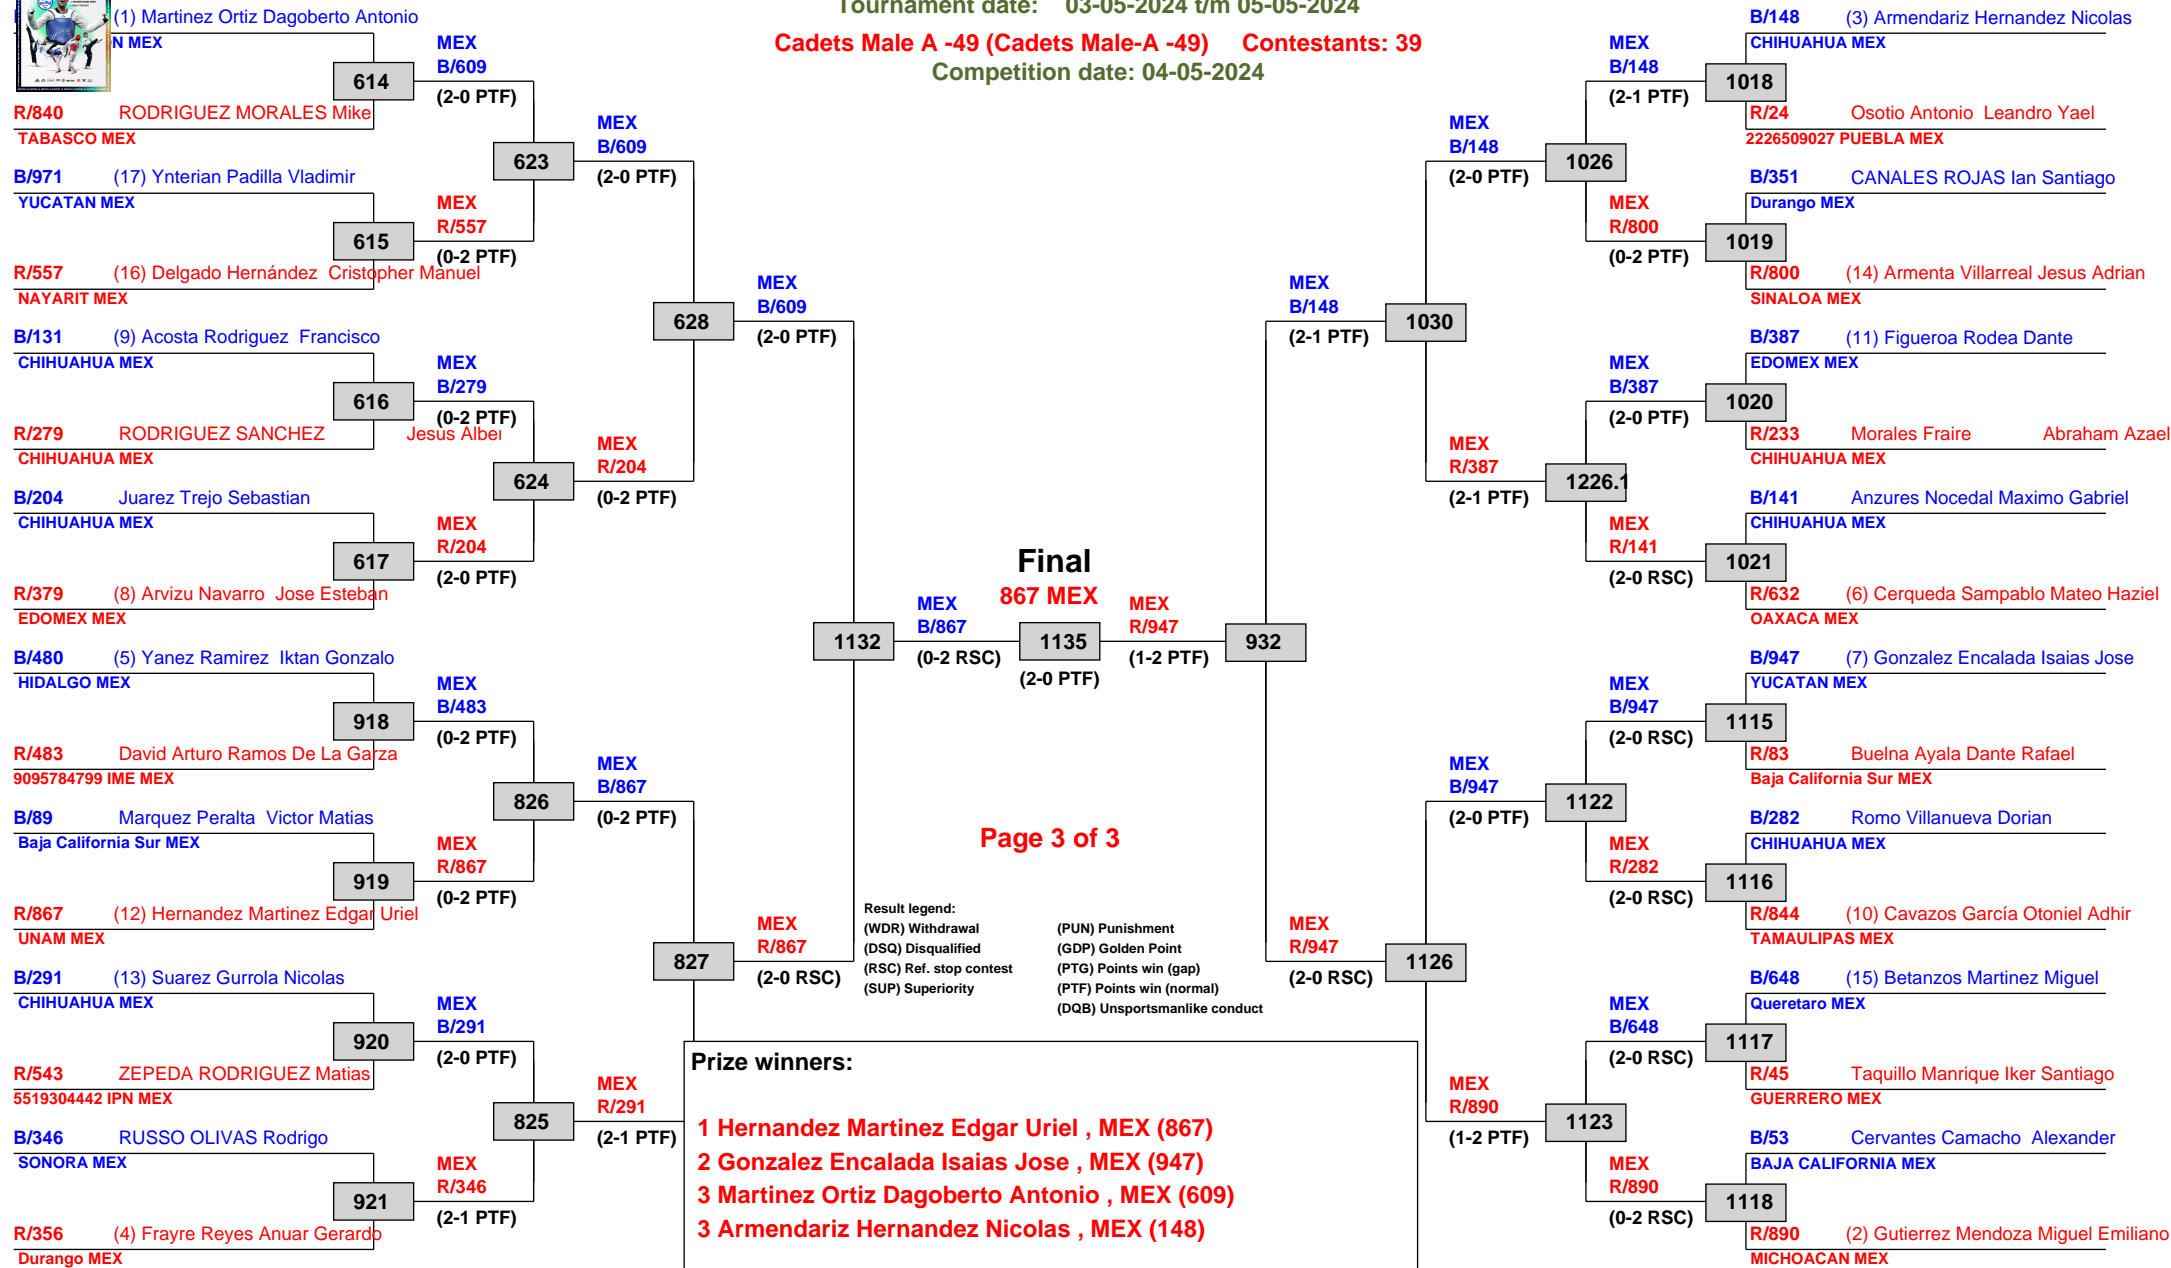 Tournament date: 03-05-2024 t/m 05-05-2024
Cadets Male A -49 (Cadets Male-A -49) Contestants: 39
Competition date: 04-05-2024
(1) Martinez Ortiz Dagoberto Antonio
N MEX
614
MEX
B/609
(2-0 PTF)
R/840 RODRIGUEZ MORALES Mike
TABASCO MEX
623
MEX
B/609
(2-0 PTF)
B/971 (17) Ynterian Padilla Vladimir
YUCATAN MEX
615
MEX
R/557
(0-2 PTF)
R/557 (16) Delgado Hernández Cristopher Manuel
NAYARIT MEX
628
MEX
B/609
(2-0 PTF)
B/131 (9) Acosta Rodriguez Francisco
CHIHUAHUA MEX
616
MEX
B/279
(0-2 PTF)
R/279 RODRIGUEZ SANCHEZ Jesus Alber
CHIHUAHUA MEX
624
MEX
R/204
(0-2 PTF)
B/204 Juarez Trejo Sebastian
CHIHUAHUA MEX
617
MEX
R/204
(2-0 PTF)
R/379 (8) Arvizu Navarro Jose Esteban
EDOMEX MEX
1132
MEX
B/867
(0-2 RSC)
B/480 (5) Yanez Ramirez Iktan Gonzalo
HIDALGO MEX
918
MEX
B/483
(0-2 PTF)
R/483 David Arturo Ramos De La Garza
9095784799 IME MEX
826
MEX
B/867
(0-2 PTF)
B/89 Marquez Peralta Victor Matias
Baja California Sur MEX
919
MEX
R/867
(0-2 PTF)
R/867 (12) Hernandez Martinez Edgar Uriel
UNAM MEX
827
MEX
R/867
(2-0 RSC)
B/291 (13) Suarez Gurrola Nicolas
CHIHUAHUA MEX
920
MEX
B/291
(2-0 PTF)
R/543 ZEPEDA RODRIGUEZ Matias
5519304442 IPN MEX
825
MEX
R/291
(2-1 PTF)
B/346 RUSSO OLIVAS Rodrigo
SONORA MEX
921
MEX
R/346
(2-1 PTF)
R/356 (4) Frayre Reyes Anuar Gerardo
Durango MEX
Final
867 MEX
1135
(2-0 PTF)
MEX
R/947
(1-2 PTF)
932
B/148 (3) Armendariz Hernandez Nicolas
CHIHUAHUA MEX
MEX
B/148
(2-1 PTF)
1018
R/24 Osotio Antonio Leandro Yael
2226509027 PUEBLA MEX
MEX
B/148
(2-0 PTF)
1026
B/351 CANALES ROJAS Ian Santiago
Durango MEX
MEX
R/800
(0-2 PTF)
1019
R/800 (14) Armenta Villarreal Jesus Adrian
SINALOA MEX
MEX
B/148
(2-1 PTF)
1030
B/387 (11) Figueroa Rodea Dante
EDOMEX MEX
MEX
B/387
(2-0 PTF)
1020
R/233 Morales Fraire Abraham Azael
CHIHUAHUA MEX
MEX
R/387
(2-1 PTF)
1226.1
B/141 Anzures Nocedal Maximo Gabriel
CHIHUAHUA MEX
MEX
R/141
(2-0 RSC)
1021
R/632 (6) Cerqueda Sampablo Mateo Haziel
OAXACA MEX
B/947 (7) Gonzalez Encalada Isaias Jose
YUCATAN MEX
MEX
B/947
(2-0 RSC)
1115
R/83 Buelna Ayala Dante Rafael
Baja California Sur MEX
MEX
B/947
(2-0 PTF)
1122
B/282 Romo Villanueva Dorian
CHIHUAHUA MEX
MEX
R/282
(2-0 RSC)
1116
R/844 (10) Cavazos García Otoniel Adhir
TAMAULIPAS MEX
MEX
R/947
(2-0 RSC)
1126
B/648 (15) Betanzos Martinez Miguel
Queretaro MEX
MEX
B/648
(2-0 RSC)
1117
R/45 Taquillo Manrique Iker Santiago
GUERRERO MEX
MEX
R/890
(1-2 PTF)
1123
B/53 Cervantes Camacho Alexander
BAJA CALIFORNIA MEX
MEX
R/890
(0-2 RSC)
1118
R/890 (2) Gutierrez Mendoza Miguel Emiliano
MICHOACAN MEX
Page 3 of 3
Result legend:
(WDR) Withdrawal (PUN) Punishment
(DSQ) Disqualified (GDP) Golden Point
(RSC) Ref. stop contest (PTG) Points win (gap)
(SUP) Superiority (PTF) Points win (normal)
(DQB) Unsportsmanlike conduct
Prize winners:
1 Hernandez Martinez Edgar Uriel , MEX (867)
2 Gonzalez Encalada Isaias Jose , MEX (947)
3 Martinez Ortiz Dagoberto Antonio , MEX (609)
3 Armendariz Hernandez Nicolas , MEX (148)